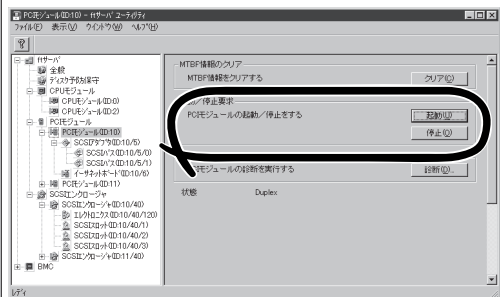 PCIモジュール(ID:10) - ftサーバ ユーティリティ
ファイル(F) 表示(V) ウインドウ(W) ヘルプ(H)
ftサーバ
全般
ディスク予防保守
CPUモジュール
CPUモジュール(ID:0)
CPUモジュール(ID:2)
PCIモジュール
PCIモジュール(ID:10)
SCSIアダプタ(ID:10/5)
SCSIバス(ID:10/5/0)
SCSIバス(ID:10/5/1)
イーサネットボード(ID:10/6)
PCIモジュール(ID:11)
SCSIエンクロージャ
SCSIエンクロージャ(ID:10/40)
エレクトロニクス(ID:10/40/120)
SCSIスロット(ID:10/40/1)
SCSIスロット(ID:10/40/2)
SCSIスロット(ID:10/40/3)
SCSIエンクロージャ(ID:11/40)
BMC
MTBF情報のクリア
MTBF情報をクリアする
クリア(C)
/停止要求
PCIモジュールの起動/停止をする
起動(U)
停止(O)
モジュールの診断を実行する
診断(D)...
状態 Duplex
レディ